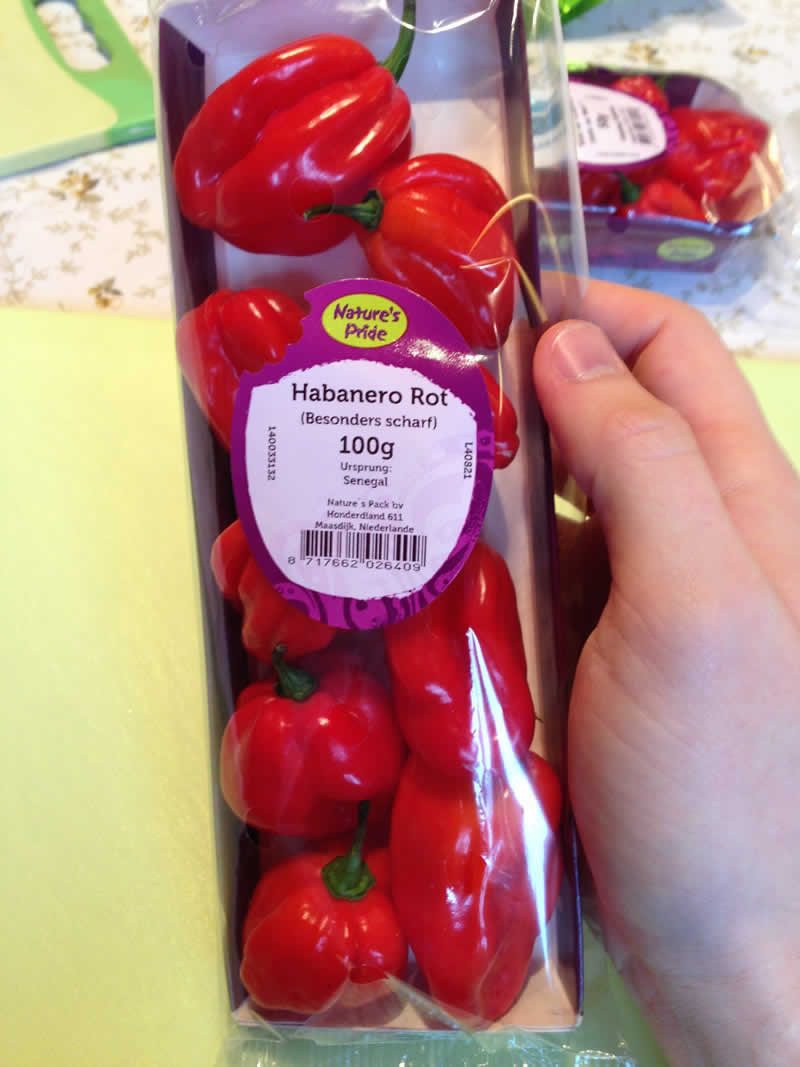 Nature's
Pride
Habanero Rot
(Besonders scharf)
100g
Ursprung:
Senegal
140033132
L40821
Nature´s Pack bv
Honderdland 611
Maasdijk, Niederlande
8 717662 026409